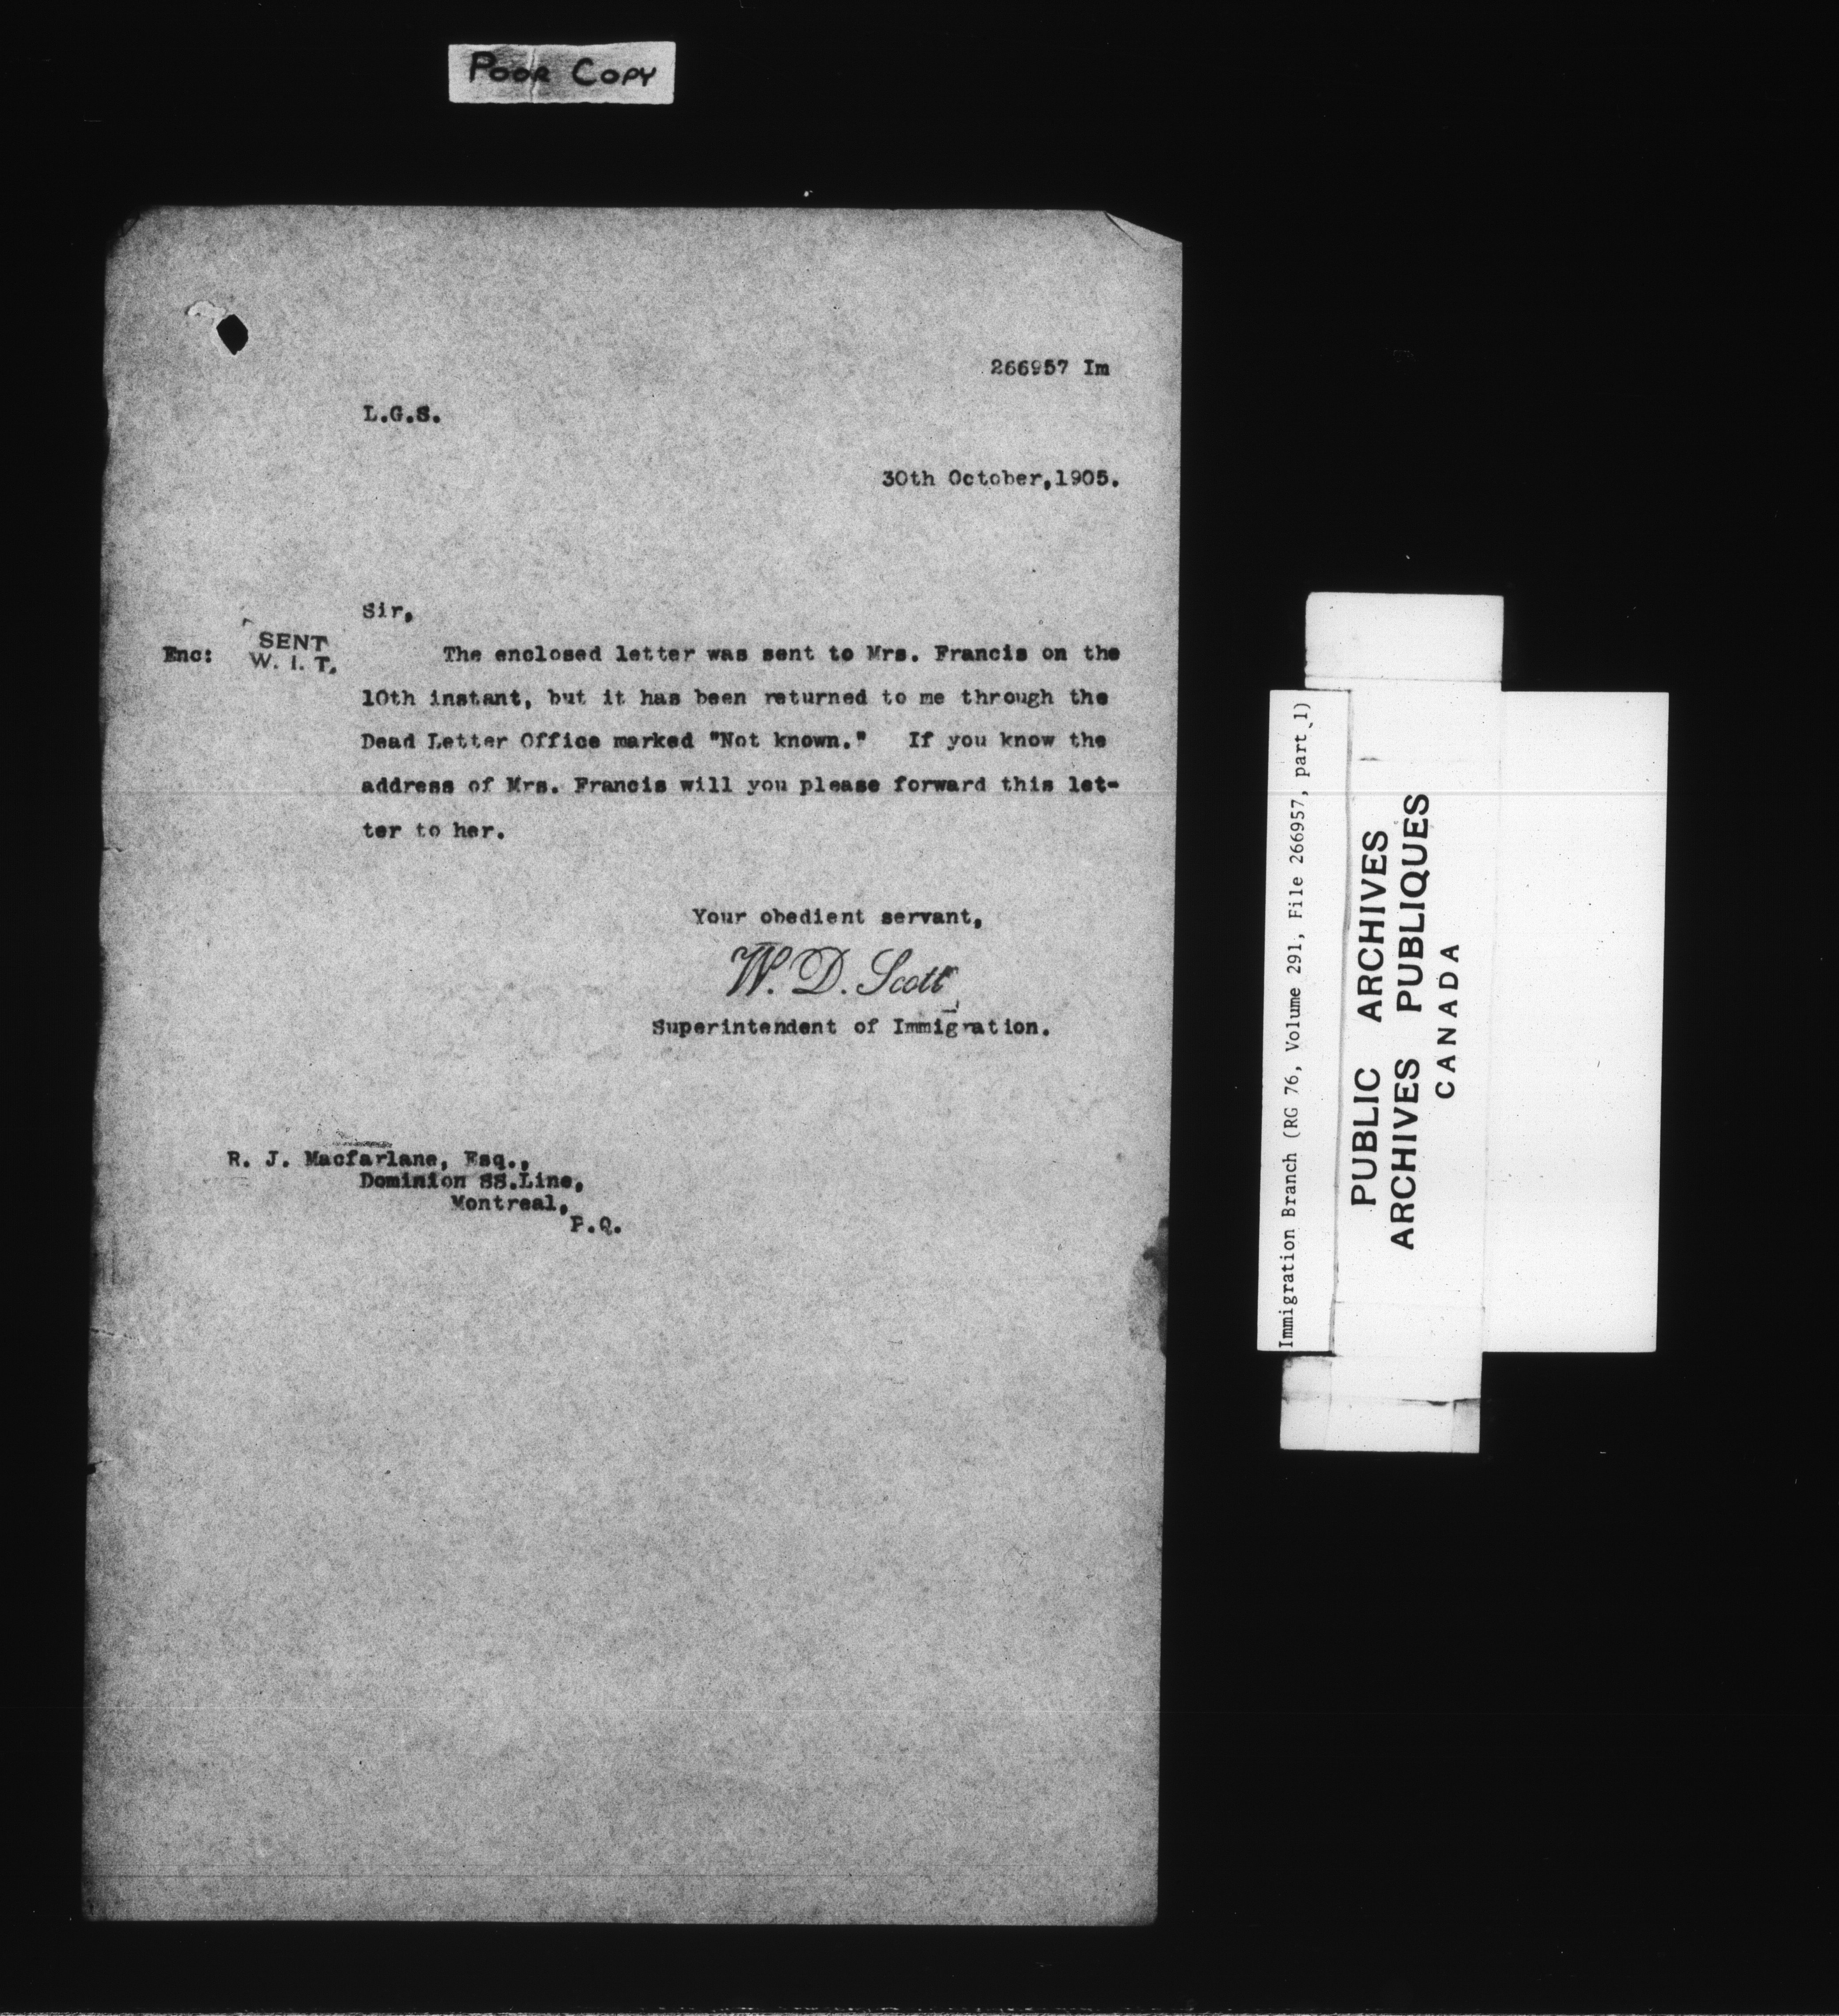 POOR COPY
266957 Im
L.G.S.
30th October,1905.
Sir,
Enc:
SENT
W. I. T.
The enclosed letter was sent to Mrs. Francis on the
10th instant, but it has been returned to me through the
Dead Letter Office marked "Not known." If you know the
address of Mrs. Francis will you please forward this let-
ter to her.
Your obedient servant,
W. D. Scott
Superintendent of Immigration.
R. J. Macfarlane, Esq.,
Dominion SS.Line,
Montreal,
P.Q.
Immigration Branch (RG 76, Volume 291, File 266957, part 1)
PUBLIC ARCHIVES
ARCHIVES PUBLIQUES
CANADA